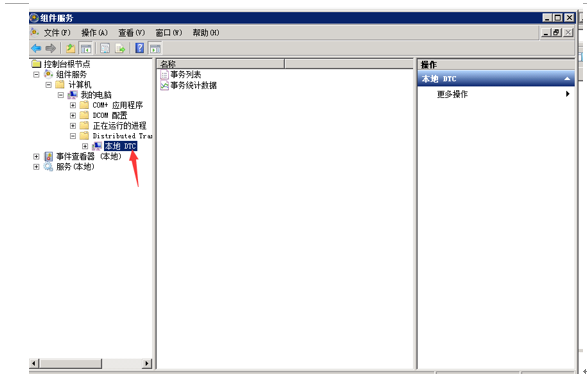 组件服务
文件(F) 操作(A) 查看(V) 窗口(W) 帮助(H)
控制台根节点
组件服务
计算机
我的电脑
COM+ 应用程序
DCOM 配置
正在运行的进程
Distributed Tra
本地 DTC
事件查看器 (本地)
服务(本地)
名称
事务列表
事务统计数据
操作
本地 DTC
更多操作